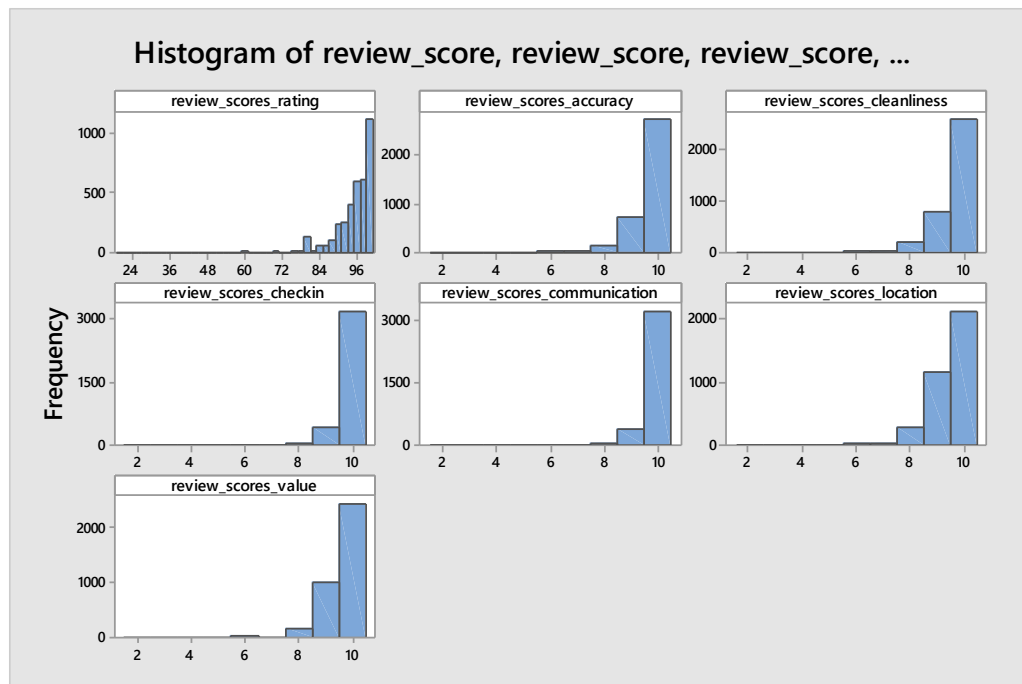 Histogram of review_score, review_score, review_score, ...
review_scores_rating
review_scores_accuracy
review_scores_cleanliness
1000
500
0
24 36 48 60 72 84 96
2000
1000
0
2 4 6 8 10
2000
1000
0
2 4 6 8 10
Frequency
review_scores_checkin
review_scores_communication
review_scores_location
3000
1500
0
2 4 6 8 10
3000
1500
0
2 4 6 8 10
2000
1000
0
2 4 6 8 10
review_scores_value
2000
1000
0
2 4 6 8 10